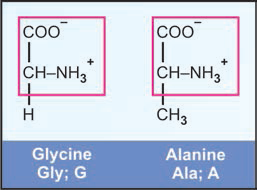 COO⁻ COO⁻
CH–NH₃⁺ CH–NH₃⁺
H CH₃
Glycine Alanine
Gly; G Ala; A